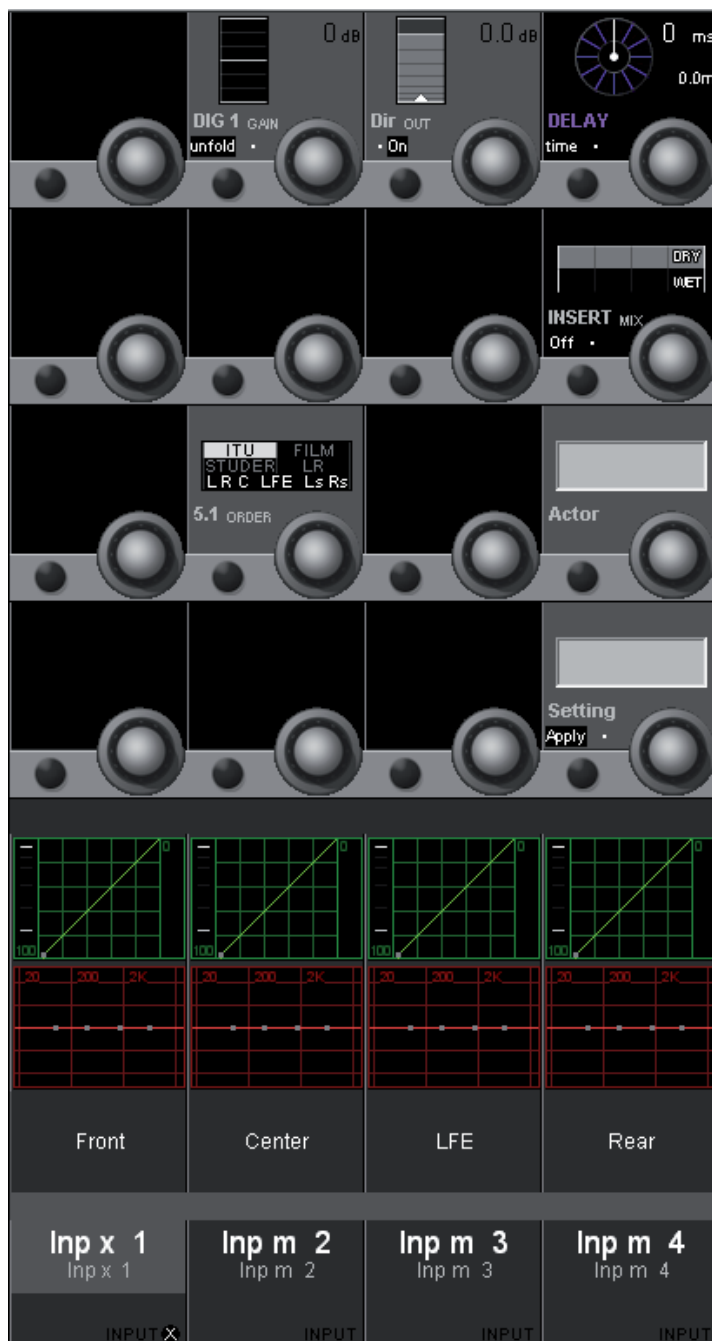 0 dB
0.0 dB
0 ms
0.0m
DIG 1 GAIN
Dir OUT
DELAY
unfold
On
time
DRY
WET
INSERT MIX
Off
ITU FILM
STUDER LR
L R C LFE Ls Rs
5.1 ORDER
Actor
Setting
Apply
0 0 0 0
100 100 100 100
20 200 2K 20 200 2K 20 200 2K 20 200 2K
Front Center LFE Rear
Inp x 1 Inp m 2 Inp m 3 Inp m 4
Inp x 1 Inp m 2 Inp m 3 Inp m 4
INPUT X INPUT INPUT INPUT